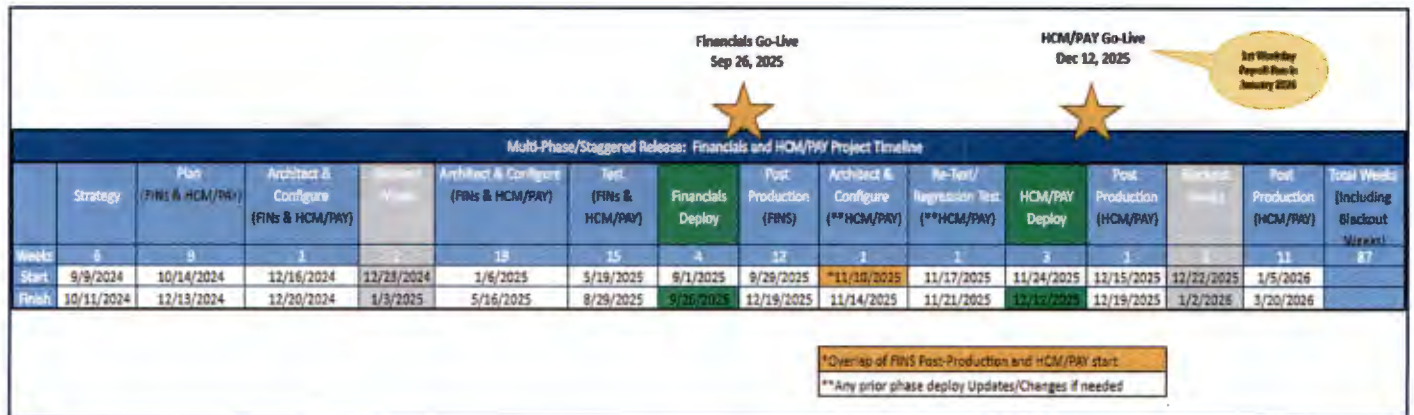 Financials Go-Live
Sep 26, 2025
HCM/PAY Go-Live
Dec 12, 2025
1st Workday
Payroll Run in
January 2026
Multi-Phase/Staggered Release: Financials and HCM/PAY Project Timeline
Strategy
Plan
(FINs & HCM/PAY)
Architect &
Configure
(FINs & HCM/PAY)
Architect & Configure
(FINs & HCM/PAY)
Test
(FINs &
HCM/PAY)
Financials
Deploy
Post
Production
(FINS)
Architect &
Configure
(**HCM/PAY)
Re-Test/
Regression Test
(**HCM/PAY)
HCM/PAY
Deploy
Post
Production
(HCM/PAY)
Blackout
Weeks
Post
Production
(HCM/PAY)
Total Weeks
(Including
Blackout
Weeks)
Weeks 9 1 19 15 4 12 1 1 3 1 11 87
Start 9/9/2024 10/14/2024 12/16/2024 12/23/2024 1/6/2025 5/19/2025 9/1/2025 9/29/2025 *11/10/2025 11/17/2025 11/24/2025 12/15/2025 12/22/2025 1/5/2026
Finish 10/11/2024 12/13/2024 12/20/2024 1/3/2025 5/16/2025 8/29/2025 9/26/2025 12/19/2025 11/14/2025 11/21/2025 12/12/2025 12/19/2025 1/2/2026 3/20/2026
*Overlap of FINS Post-Production and HCM/PAY start
**Any prior phase deploy Updates/Changes if needed